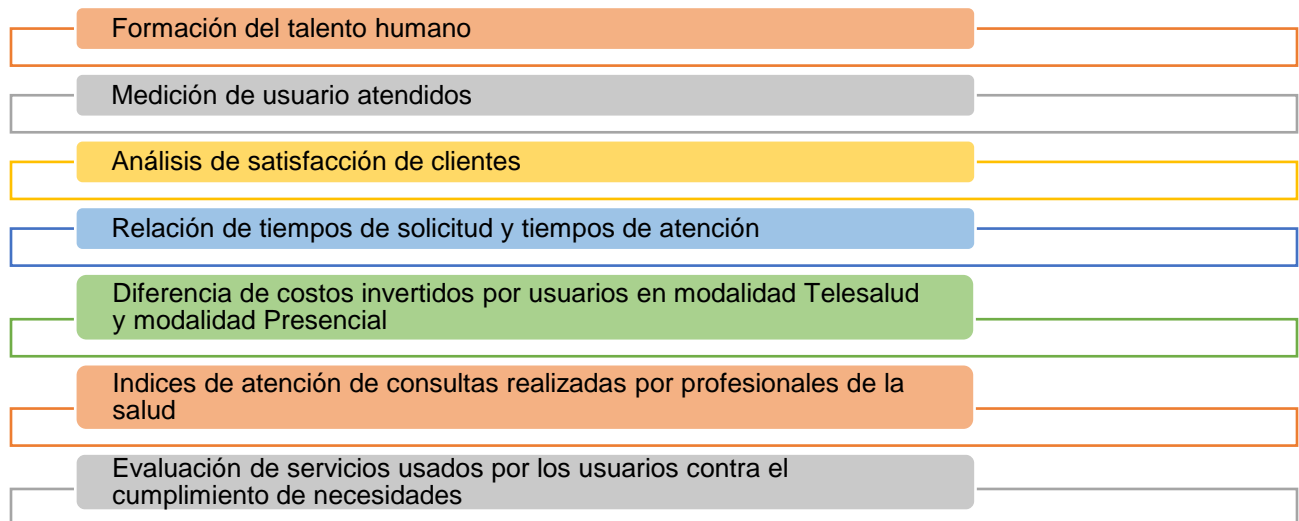 Formación del talento humano
Medición de usuario atendidos
Análisis de satisfacción de clientes
Relación de tiempos de solicitud y tiempos de atención
Diferencia de costos invertidos por usuarios en modalidad Telesalud
y modalidad Presencial
Indices de atención de consultas realizadas por profesionales de la
salud
Evaluación de servicios usados por los usuarios contra el
cumplimiento de necesidades